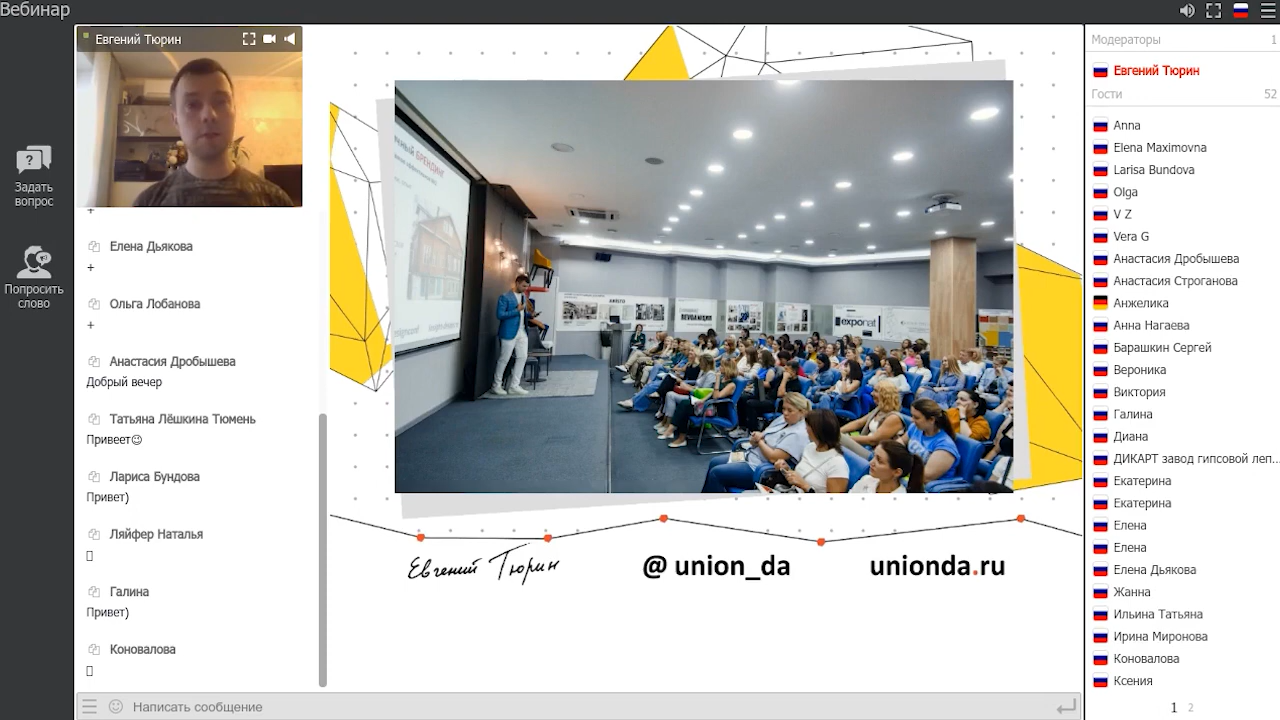 Вебинар
Евгений Тюрин
Задать
вопрос
Попросить
слово
+
Елена Дьякова
+
Ольга Лобанова
+
Анастасия Дробышева
Добрый вечер
Татьяна Лёшкина Тюмень
Привеет☺
Лариса Бундова
Привет)
Ляйфер Наталья
Галина
Привет)
Коновалова
Написать сообщение
БРЕНДИНГ
exponat
Евгений Тюрин
@ union_da
unionda.ru
Модераторы 1
Евгений Тюрин
Гости 52
Anna
Elena Maximovna
Larisa Bundova
Olga
V Z
Vera G
Анастасия Дробышева
Анастасия Строганова
Анжелика
Анна Нагаева
Барашкин Сергей
Вероника
Виктория
Галина
Диана
ДИКАРТ завод гипсовой леп...
Екатерина
Екатерина
Елена
Елена
Елена Дьякова
Жанна
Ильина Татьяна
Ирина Миронова
Коновалова
Ксения
1 2